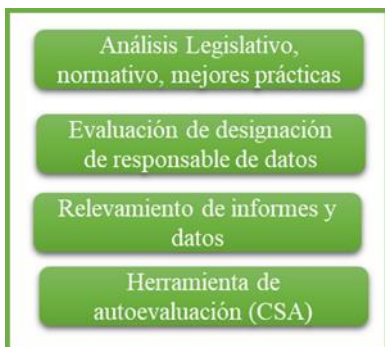 Análisis Legislativo,
normativo, mejores prácticas
Evaluación de designación
de responsable de datos
Relevamiento de informes y
datos
Herramienta de
autoevaluación (CSA)